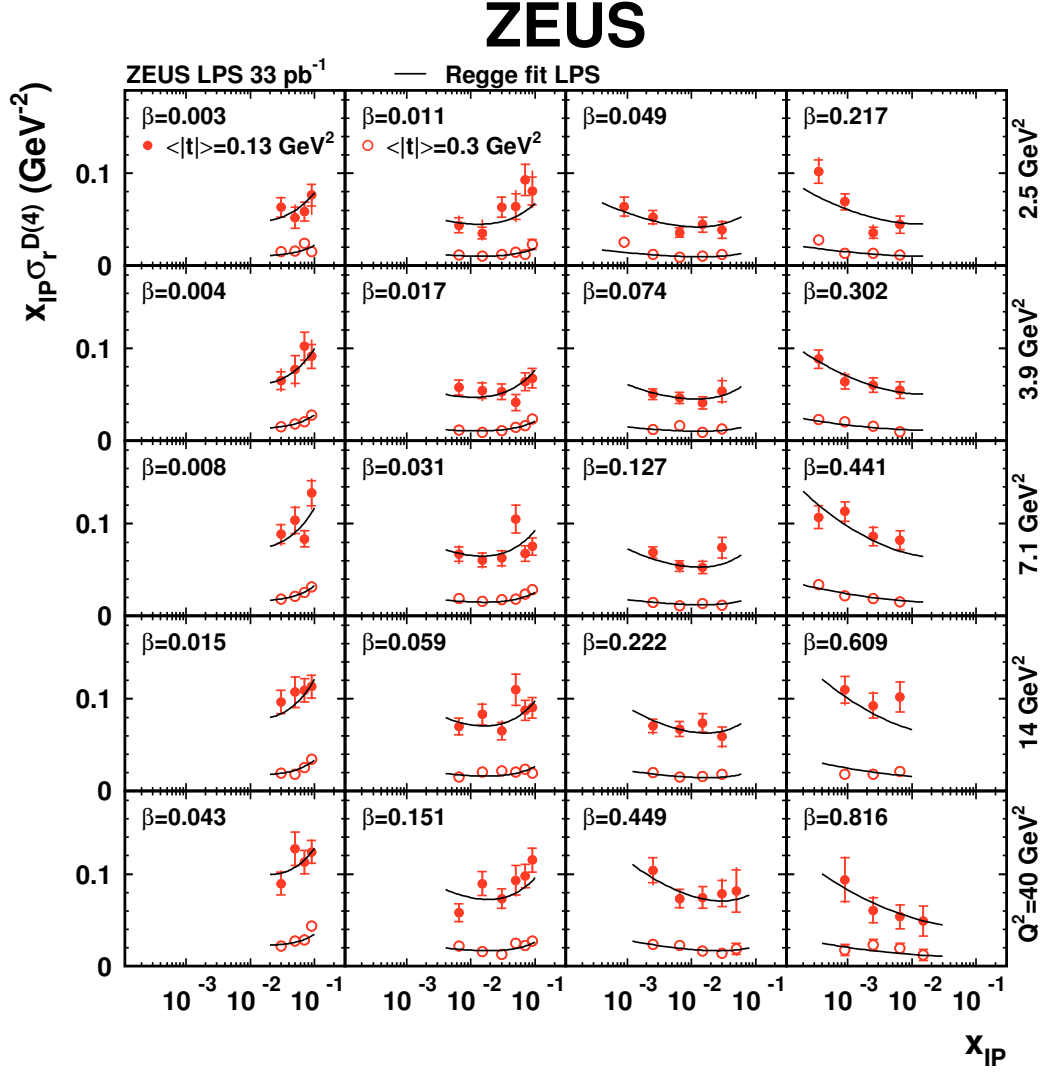 ZEUS
ZEUS LPS 33 pb⁻¹ — Regge fit LPS
x_IP σ_r^D(4) (GeV⁻²)
β=0.003 β=0.011 β=0.049 β=0.217
<|t|>=0.13 GeV² <|t|>=0.3 GeV²
0.1
2.5 GeV²
0
β=0.004 β=0.017 β=0.074 β=0.302
0.1
3.9 GeV²
0
β=0.008 β=0.031 β=0.127 β=0.441
0.1
7.1 GeV²
0
β=0.015 β=0.059 β=0.222 β=0.609
0.1
14 GeV²
0
β=0.043 β=0.151 β=0.449 β=0.816
0.1
Q²=40 GeV²
0
10⁻³ 10⁻² 10⁻¹ 10⁻³ 10⁻² 10⁻¹ 10⁻³ 10⁻² 10⁻¹ 10⁻³ 10⁻² 10⁻¹
x_IP